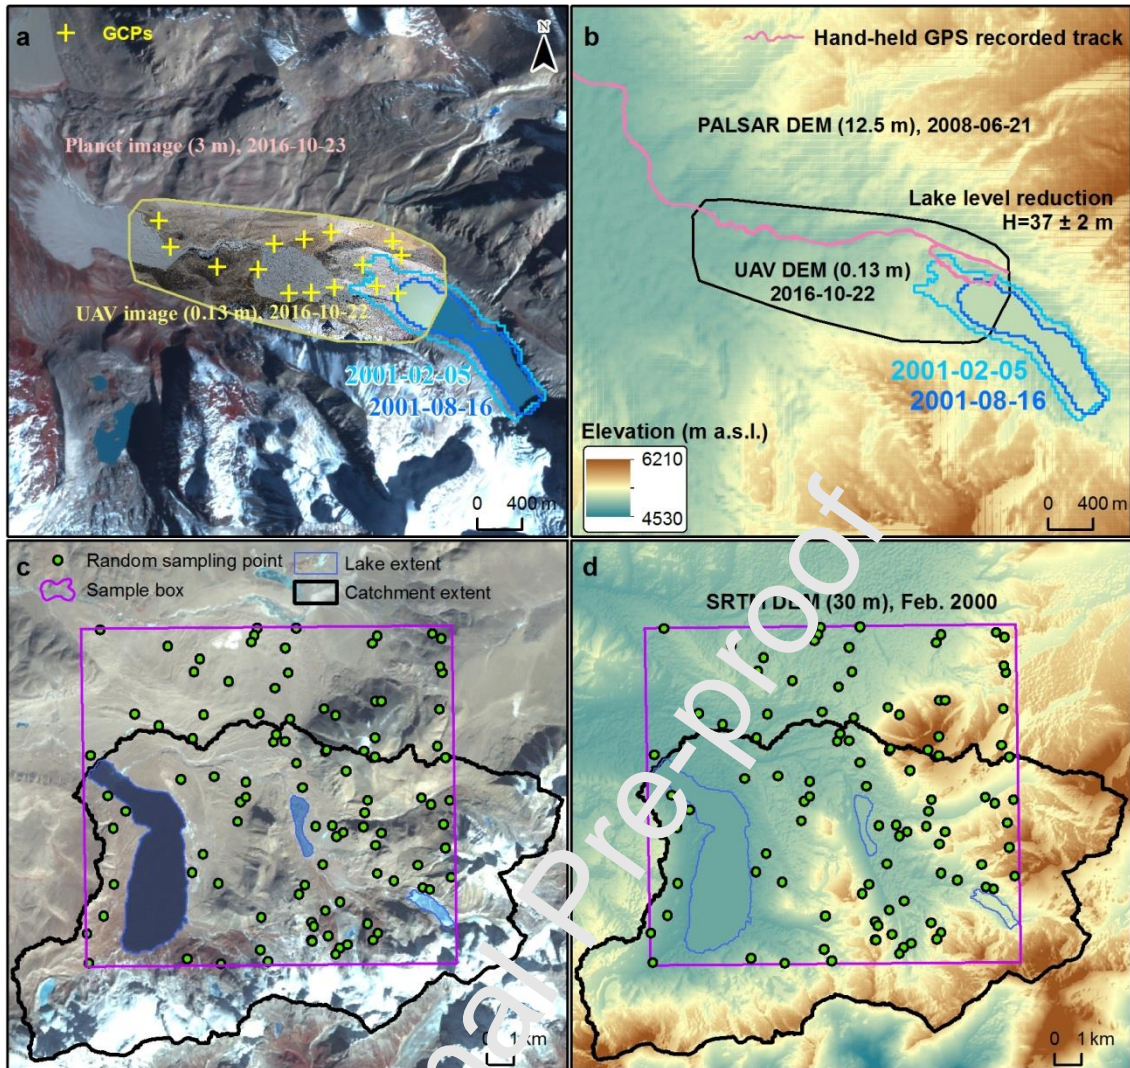 a
GCPs
N
Planet image (3 m), 2016-10-23
UAV image (0.13 m), 2016-10-22
2001-02-05
2001-08-16
0 400 m
b
Hand-held GPS recorded track
PALSAR DEM (12.5 m), 2008-06-21
Lake level reduction
H=37 ± 2 m
UAV DEM (0.13 m)
2016-10-22
2001-02-05
2001-08-16
Elevation (m a.s.l.)
6210
4530
0 400 m
c
Random sampling point
Lake extent
Sample box
Catchment extent
0 1 km
d
SRTM DEM (30 m), Feb. 2000
0 1 km
nal Pre-proof